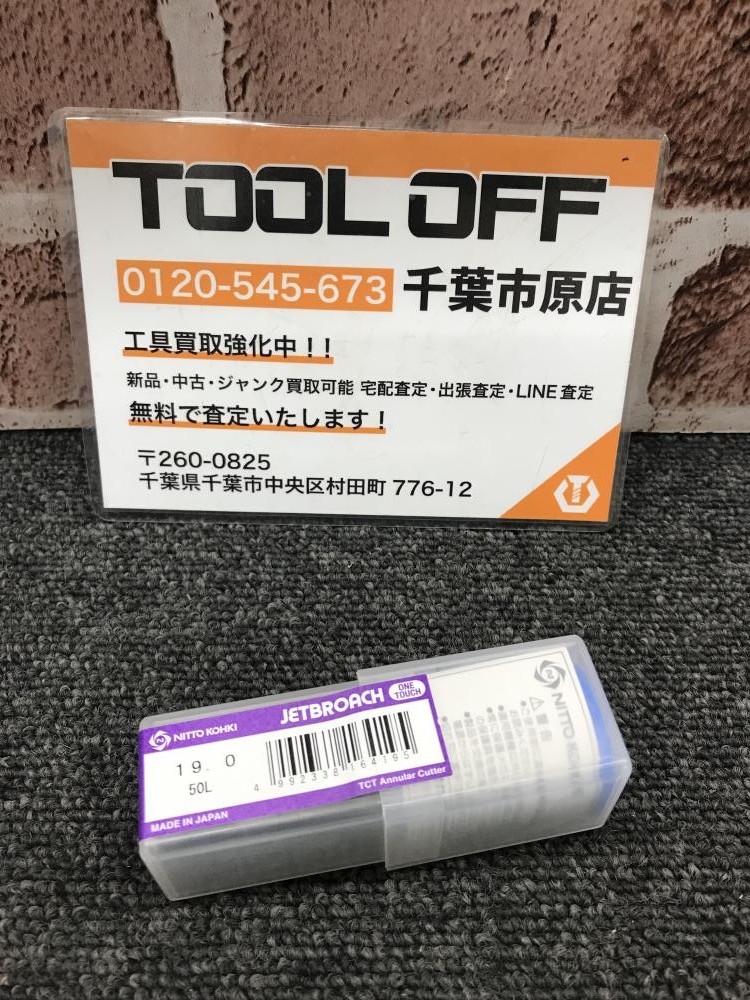 TOOL OFF
0120-545-673 千葉市原店
工具買取強化中！！
新品・中古・ジャンク買取可能 宅配査定・出張査定・LINE査定
無料で査定いたします！
〒260-0825
千葉県千葉市中央区村田町 776-12
NITTO KOHKI JETBROACH ONE TOUCH
19.0
50L
4 992338 164195
MADE IN JAPAN TCT Annular Cutter
NITTO KOHKI